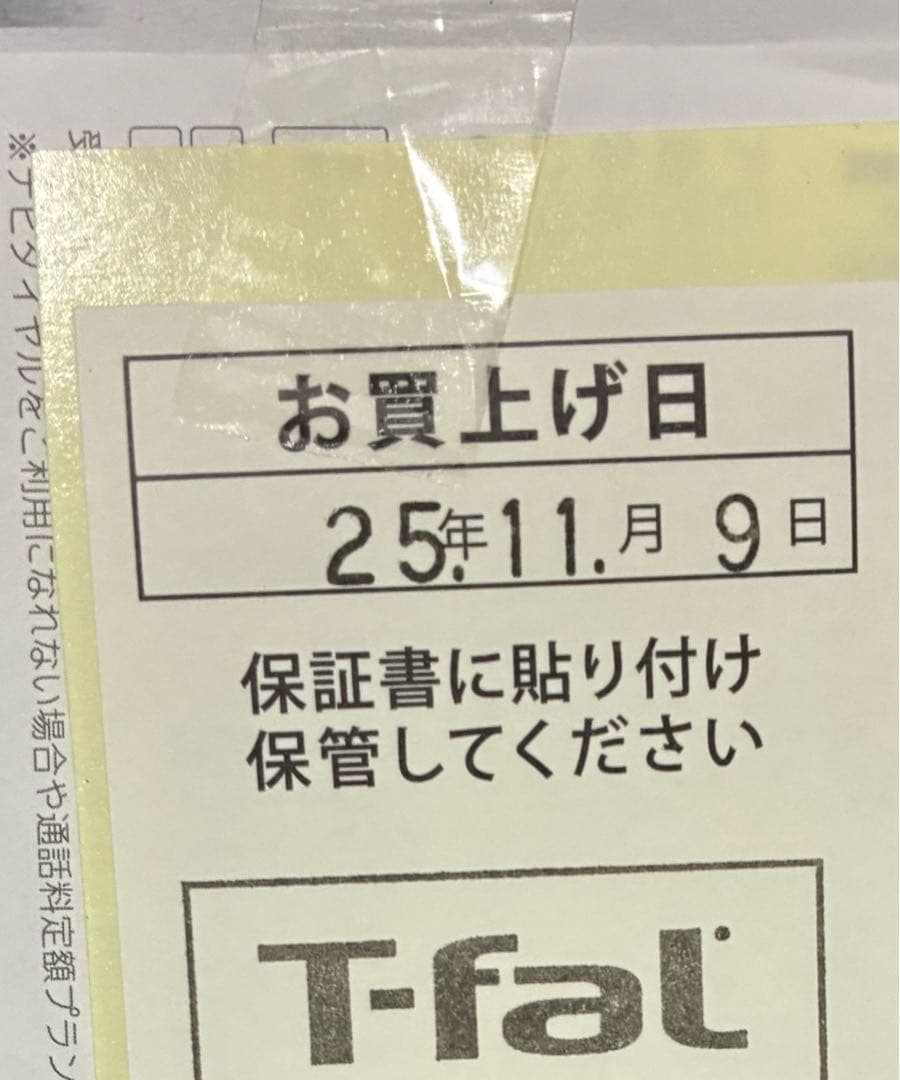 お買上げ日
25年.11.月 9日
保証書に貼り付け
保管してください
T-fal
※ナビダイヤルをご利用になれない場合や通話料定額プラン